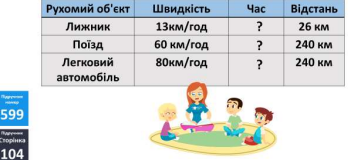 Рухомий об'єкт Швидкість Час Відстань
Лижник 13км/год ? 26 км
Поїзд 60 км/год ? 240 км
Легковий автомобіль 80км/год ? 240 км
Підручник
номер
599
Підручник
Сторінка
104